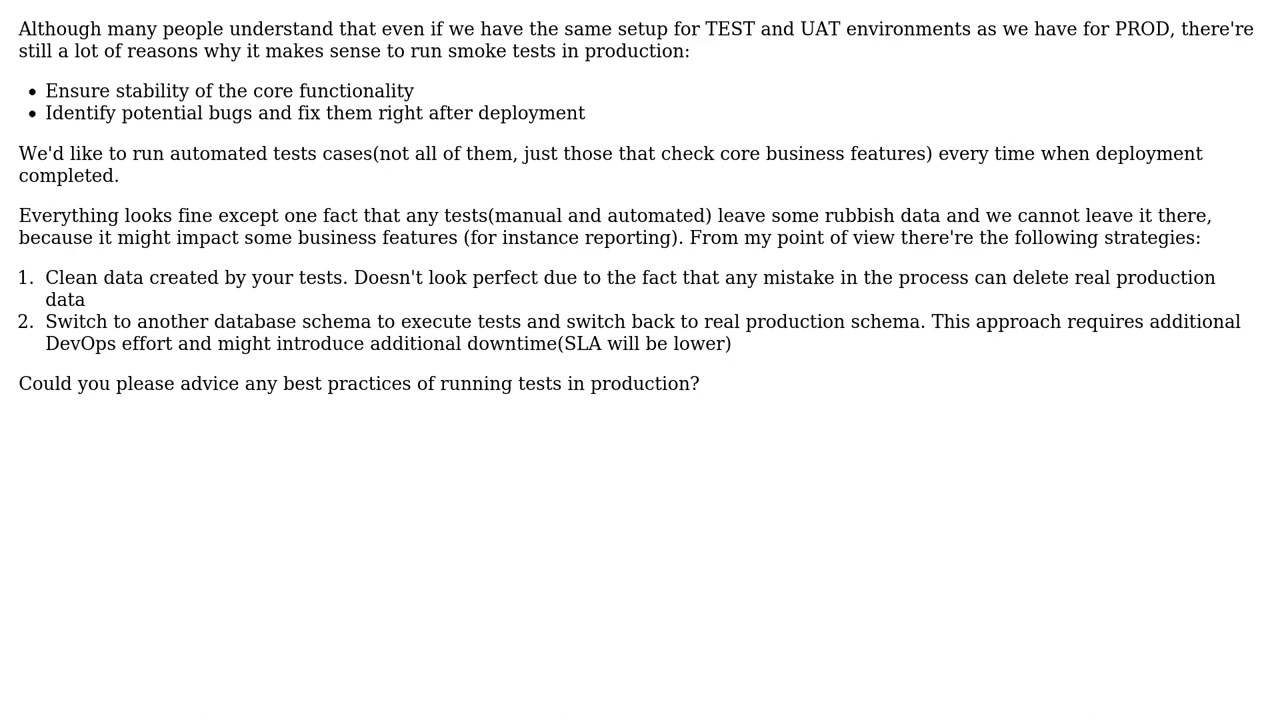 Although many people understand that even if we have the same setup for TEST and UAT environments as we have for PROD, there're
still a lot of reasons why it makes sense to run smoke tests in production:
• Ensure stability of the core functionality
• Identify potential bugs and fix them right after deployment
We'd like to run automated tests cases(not all of them, just those that check core business features) every time when deployment
completed.
Everything looks fine except one fact that any tests(manual and automated) leave some rubbish data and we cannot leave it there,
because it might impact some business features (for instance reporting). From my point of view there're the following strategies:
1. Clean data created by your tests. Doesn't look perfect due to the fact that any mistake in the process can delete real production
data
2. Switch to another database schema to execute tests and switch back to real production schema. This approach requires additional
DevOps effort and might introduce additional downtime(SLA will be lower)
Could you please advice any best practices of running tests in production?